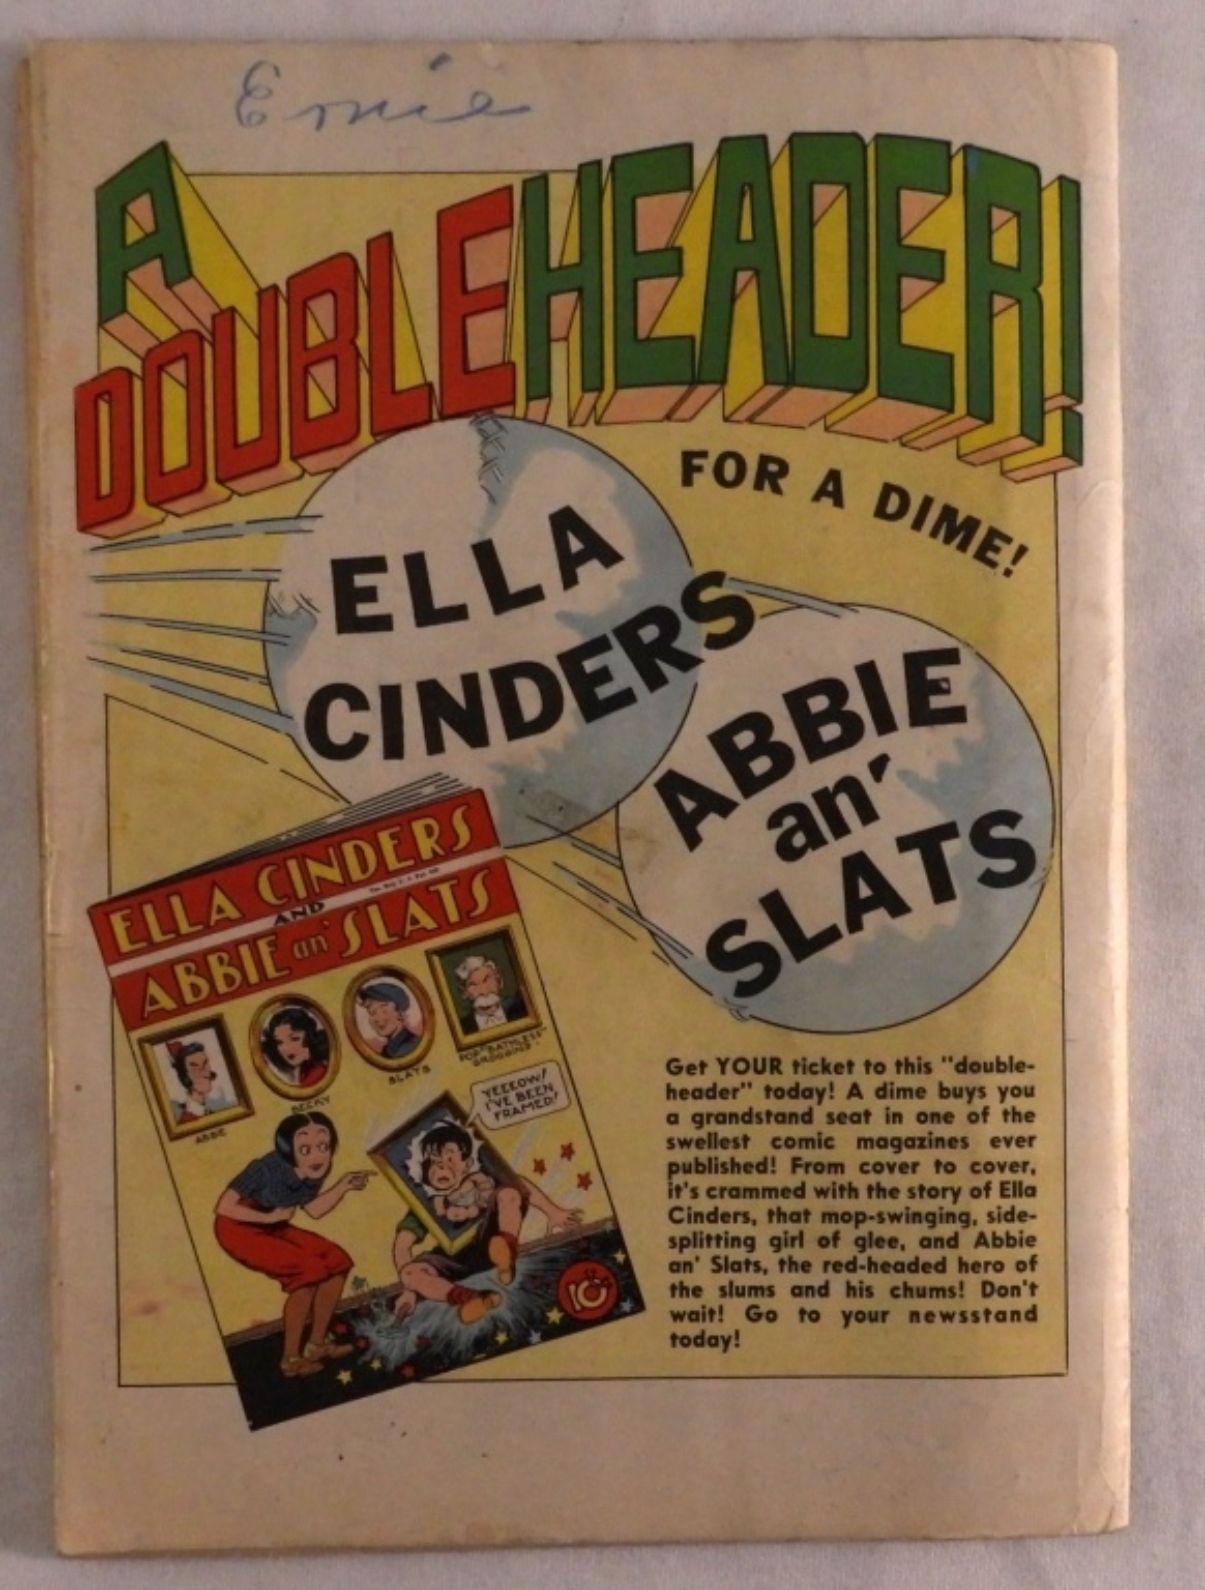 Ernie
A
DOUBLE HEADER!
FOR A DIME!
ELLA
CINDERS
ABBIE
an'
SLATS
ELLA CINDERS
AND
ABBIE an' SLATS
ABBIE
BECKY
SLATS
"BATHLESS"
GROGGINS
YEEEOW!
I'VE BEEN
FRAMED!
10¢
Get YOUR ticket to this "double-
header" today! A dime buys you
a grandstand seat in one of the
swellest comic magazines ever
published! From cover to cover,
it's crammed with the story of Ella
Cinders, that mop-swinging, side-
splitting girl of glee, and Abbie
an' Slats, the red-headed hero of
the slums and his chums! Don't
wait! Go to your newsstand
today!